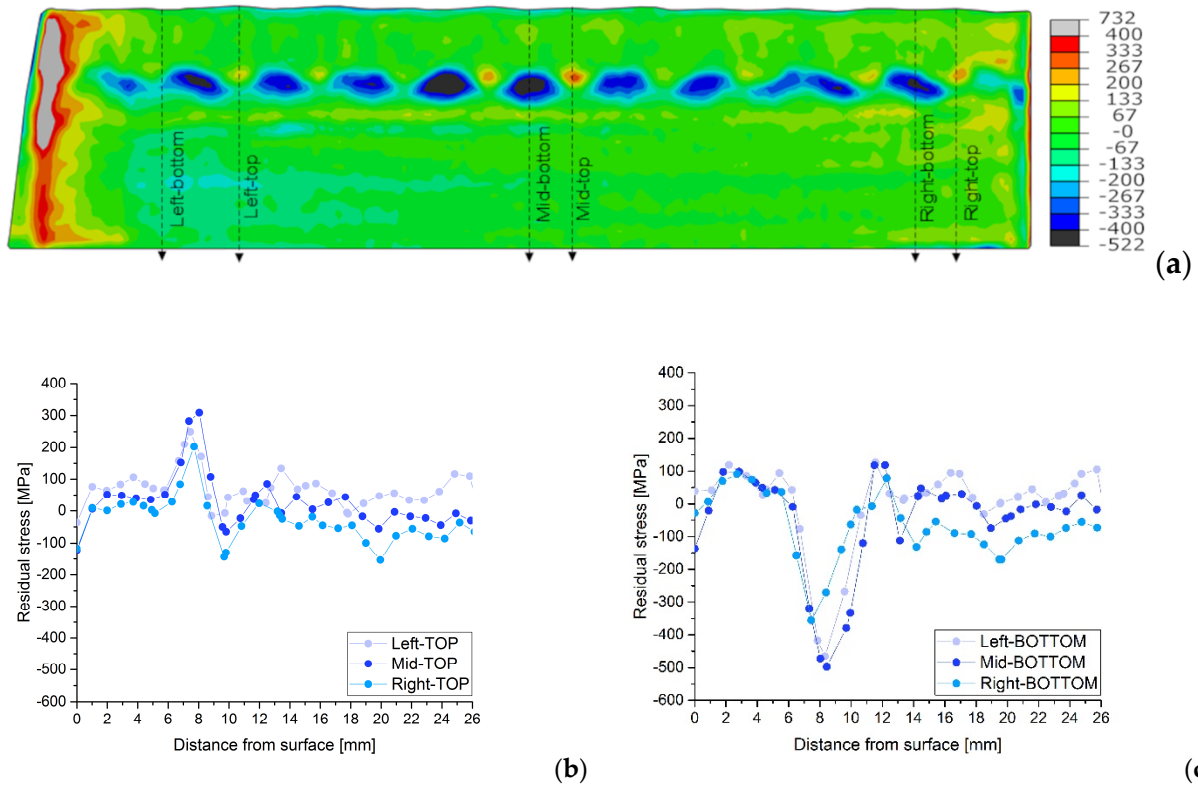 732
400
333
267
200
133
67
-0
-67
-133
-200
-267
-333
-400
-522
Left-bottom
Left-top
Mid-bottom
Mid-top
Right-bottom
Right-top
(a)
400
300
200
100
0
-100
-200
-300
-400
-500
-600
Residual stress [MPa]
Left-TOP
Mid-TOP
Right-TOP
0 2 4 6 8 10 12 14 16 18 20 22 24 26
Distance from surface [mm]
(b)
400
300
200
100
0
-100
-200
-300
-400
-500
-600
Residual stress [MPa]
Left-BOTTOM
Mid-BOTTOM
Right-BOTTOM
0 2 4 6 8 10 12 14 16 18 20 22 24 26
Distance from surface [mm]